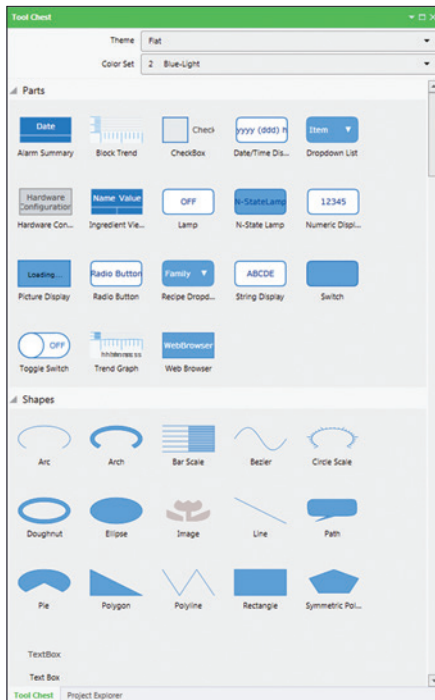 Tool Chest
Theme Flat
Color Set 2 Blue-Light
Parts
Date
Alarm Summary
Block Trend
Check
CheckBox
yyyy (ddd) h
Date/Time Dis...
Item
Dropdown List
Hardware
Configuration
Hardware Con...
Name Value
Ingredient Vie...
OFF
Lamp
N-StateLamp
N-State Lamp
12345
Numeric Displ...
Loading...
Picture Display
Radio Button
Radio Button
Family
Recipe Dropd...
ABCDE
String Display
Switch
OFF
Toggle Switch
Trend Graph
WebBrowser
Web Browser
Shapes
Arc
Arch
Bar Scale
Bezier
Circle Scale
Doughnut
Ellipse
Image
Line
Path
Pie
Polygon
Polyline
Rectangle
Symmetric Pol...
TextBox
Text Box
Tool Chest Project Explorer